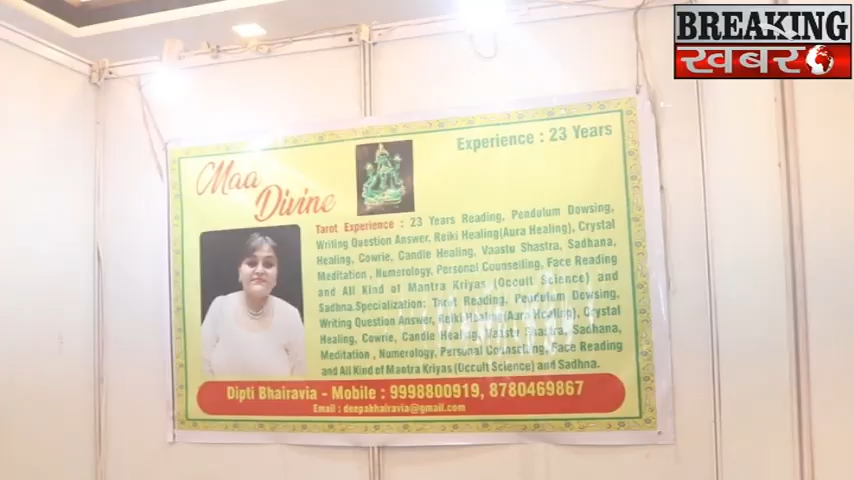 BREAKING
खबर
Experience : 23 Years
Maa
Divine
Tarot Experience : 23 Years Reading, Pendulum Dowsing,
Writing Question Answer, Reiki Healing(Aura Healing), Crystal
Healing, Cowrie, Candle Healing, Vaastu Shastra, Sadhana,
Meditation , Numerology, Personal Counselling, Face Reading
and All Kind of Mantra Kriyas (Occult Science) and
Sadhna.Specialization: Tarot Reading, Pendulum Dowsing,
Writing Question Answer, Reiki Healing(Aura Healing), Crystal
Healing, Cowrie, Candle Healing, Vaastu Shastra, Sadhana,
Meditation , Numerology, Personal Counselling, Face Reading
and All Kind of Mantra Kriyas (Occult Science) and Sadhna.
Dipti Bhairavia - Mobile : 9998800919, 8780469867
Email : deepakhairavia@gmail.com